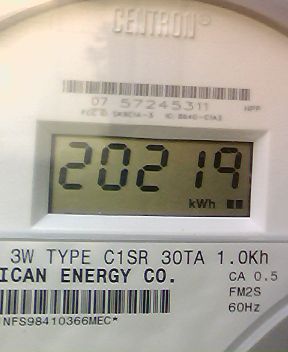 CENTRON®
07 57245311
20219
kWh
3W TYPE C1SR 30TA 1.0Kh
ICAN ENERGY CO.
CA 0.5
FM2S
60Hz
NFS98410366MEC*